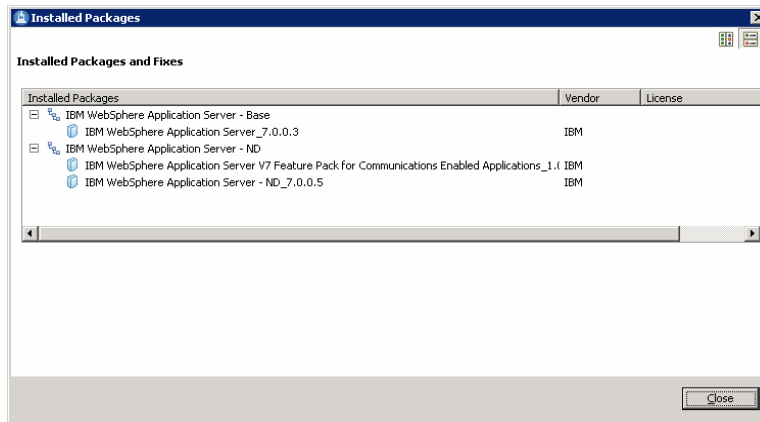 Installed Packages
Installed Packages and Fixes
Installed Packages Vendor License
IBM WebSphere Application Server - Base
IBM WebSphere Application Server_7.0.0.3 IBM
IBM WebSphere Application Server - ND
IBM WebSphere Application Server V7 Feature Pack for Communications Enabled Applications_1.( IBM
IBM WebSphere Application Server - ND_7.0.0.5 IBM
Close